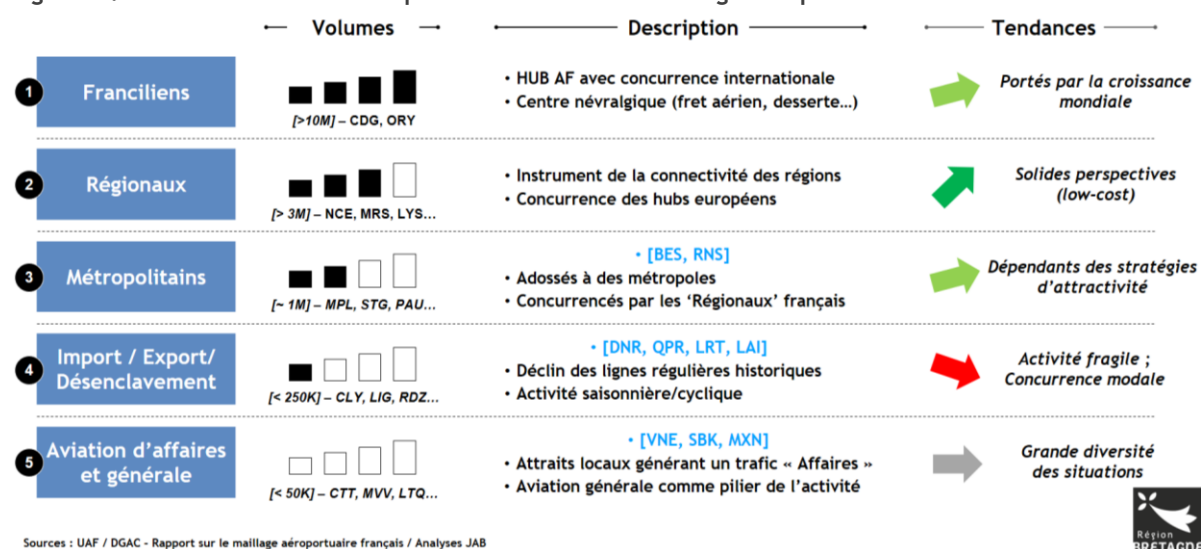 Volumes
Description
Tendances
1
Franciliens
[>10M] – CDG, ORY
• HUB AF avec concurrence internationale
• Centre névralgique (fret aérien, desserte…)
Portés par la croissance
mondiale
2
Régionaux
[> 3M] – NCE, MRS, LYS…
• Instrument de la connectivité des régions
• Concurrence des hubs européens
Solides perspectives
(low-cost)
3
Métropolitains
[~ 1M] – MPL, STG, PAU…
• [BES, RNS]
• Adossés à des métropoles
• Concurrencés par les ‘Régionaux’ français
Dépendants des stratégies
d’attractivité
4
Import / Export/
Désenclavement
[< 250K] – CLY, LIG, RDZ…
• [DNR, QPR, LRT, LAI]
• Déclin des lignes régulières historiques
• Activité saisonnière/cyclique
Activité fragile ;
Concurrence modale
5
Aviation d’affaires
et générale
[< 50K] – CTT, MVV, LTQ…
• [VNE, SBK, MXN]
• Attraits locaux générant un trafic « Affaires »
• Aviation générale comme pilier de l’activité
Grande diversité
des situations
Région
BRETAGNE
Sources : UAF / DGAC - Rapport sur le maillage aéroportuaire français / Analyses JAB